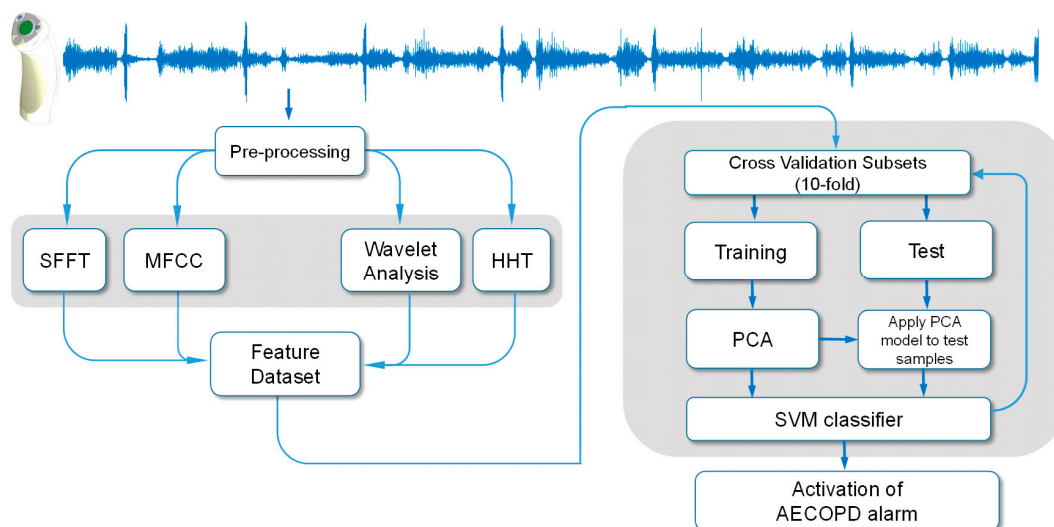 Pre-processing
SFFT
MFCC
Wavelet
Analysis
HHT
Feature
Dataset
Cross Validation Subsets
(10-fold)
Training
Test
PCA
Apply PCA
model to test
samples
SVM classifier
Activation of
AECOPD alarm